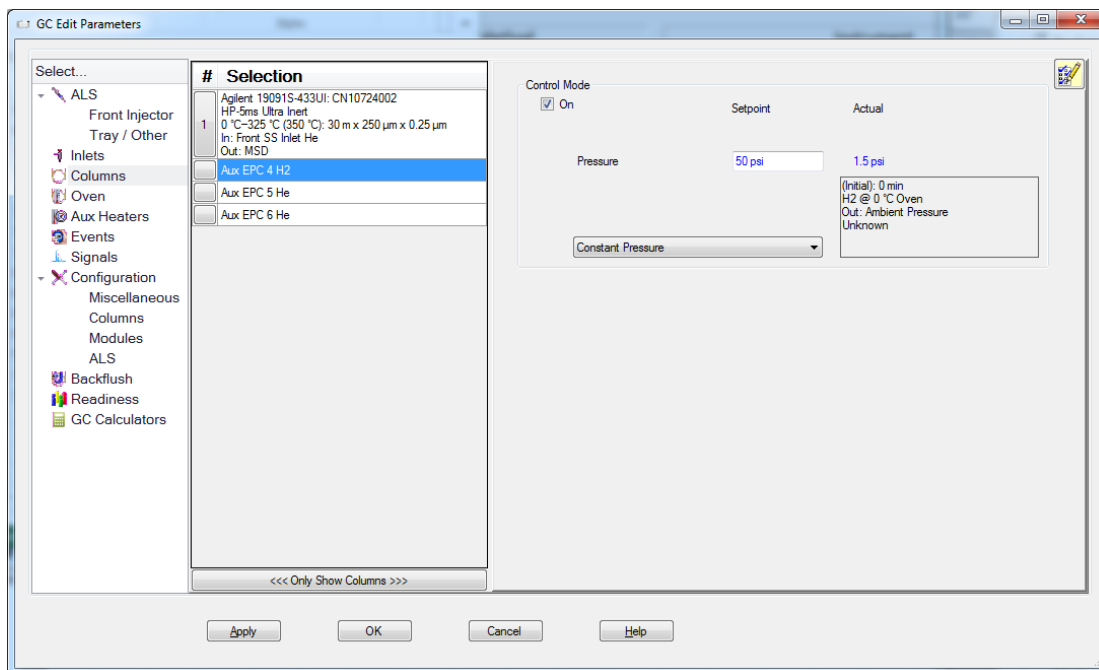 GC Edit Parameters
Select...
ALS
Front Injector
Tray / Other
Inlets
Columns
Oven
Aux Heaters
Events
Signals
Configuration
Miscellaneous
Columns
Modules
ALS
Backflush
Readiness
GC Calculators
# Selection
1
Agilent 19091S-433UI: CN10724002
HP-5ms Ultra Inert
0 °C—325 °C (350 °C): 30 m x 250 µm x 0.25 µm
In: Front SS Inlet He
Out: MSD
Aux EPC 4 H2
Aux EPC 5 He
Aux EPC 6 He
<<< Only Show Columns >>>
Control Mode
On Setpoint Actual
Pressure 50 psi 1.5 psi
(Initial): 0 min
H2 @ 0 °C Oven
Out: Ambient Pressure
Unknown
Constant Pressure
Apply OK Cancel Help